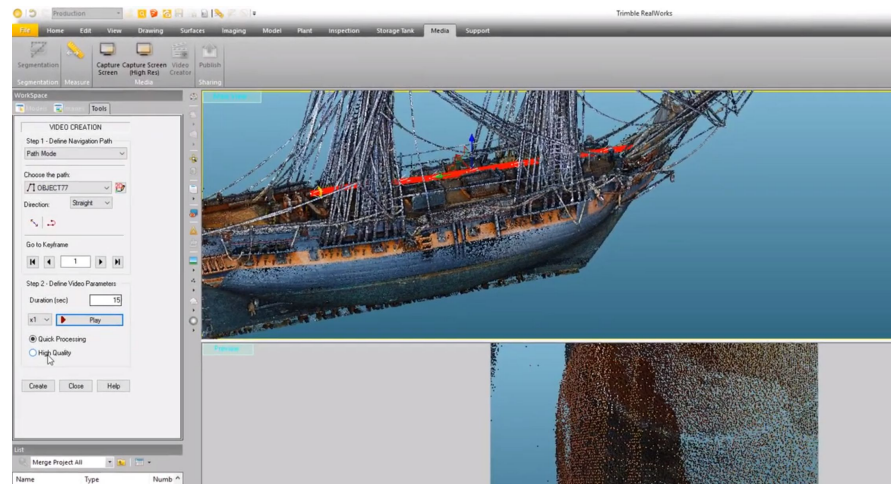 Production
Trimble RealWorks
File Home Edit View Drawing Surfaces Imaging Model Plant Inspection Storage Tank Media Support
Segmentation Capture Screen Capture Screen (High Res) Video Creator Publish
Segmentation Measure Media Sharing
WorkSpace
Tools
VIDEO CREATION
Step 1 - Define Navigation Path
Path Mode
Choose the path:
OBJECT77
Direction: Straight
Go to Keyframe
1
Step 2 - Define Video Parameters
Duration (sec) 15
x1 Play
Quick Processing
High Quality
Create Close Help
List
Merge Project All
Name Type Numb
Preview